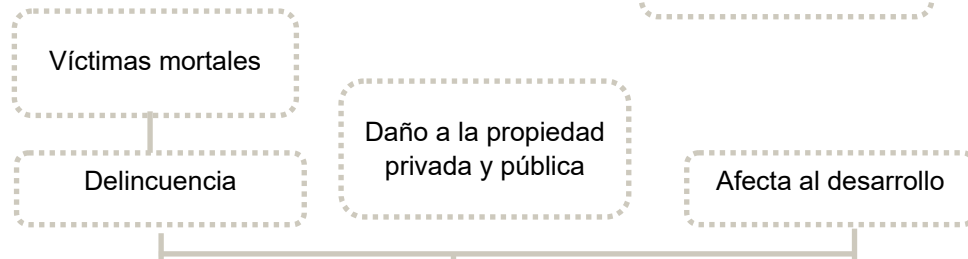 Víctimas mortales
Daño a la propiedad
privada y pública
Delincuencia
Afecta al desarrollo